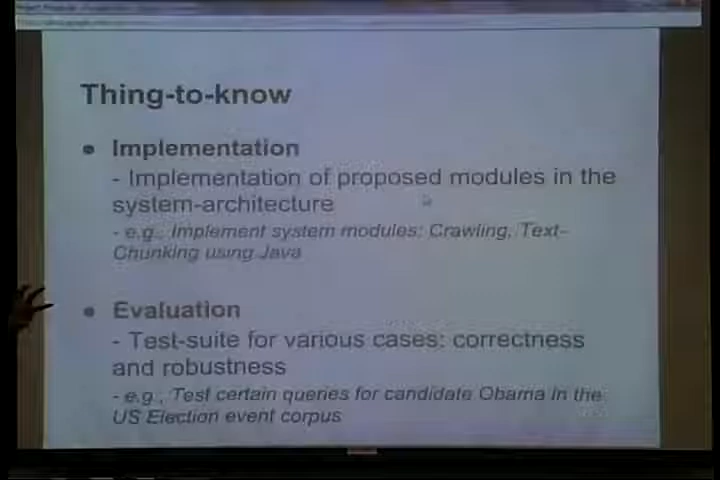 Thing-to-know
● Implementation
- Implementation of proposed modules in the
system-architecture
- e.g., Implement system modules: Crawling, Text-
Chunking using Java
● Evaluation
- Test-suite for various cases: correctness
and robustness
- e.g., Test certain queries for candidate Obama in the
US Election event corpus